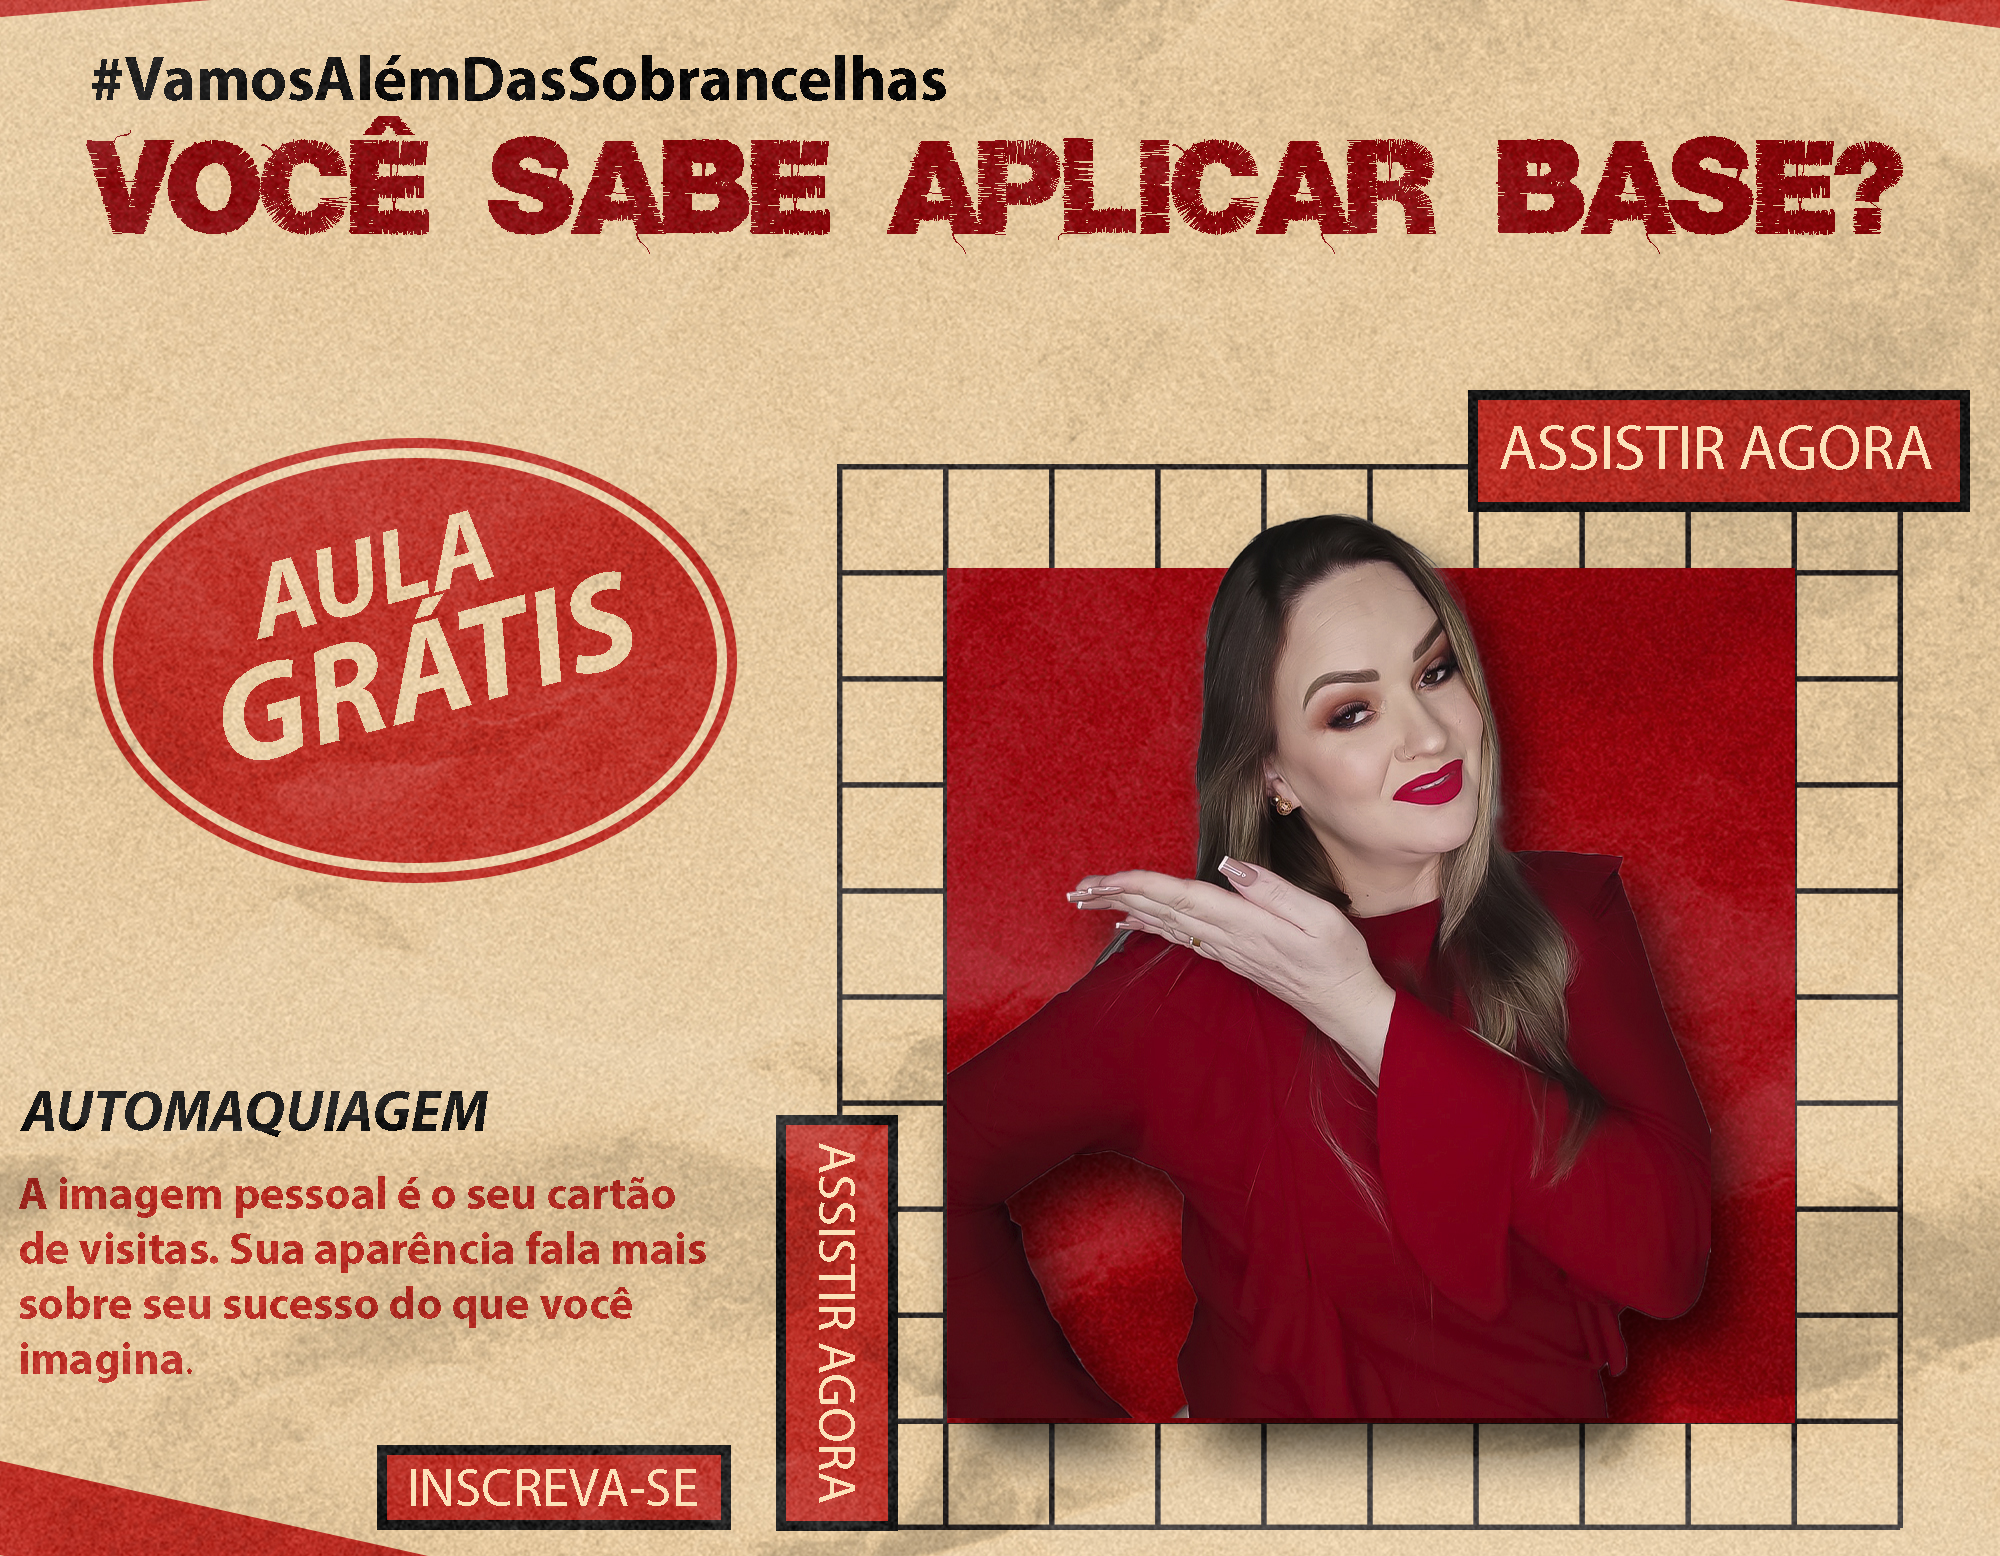 #VamosAlémDasSobrancelhas
VOCÊ SABE APLICAR BASE?
ASSISTIR AGORA
AULA
GRÁTIS
AUTOMAQUIAGEM
A imagem pessoal é o seu cartão
de visitas. Sua aparência fala mais
sobre seu sucesso do que você
imagina.
ASSISTIR AGORA
INSCREVA-SE